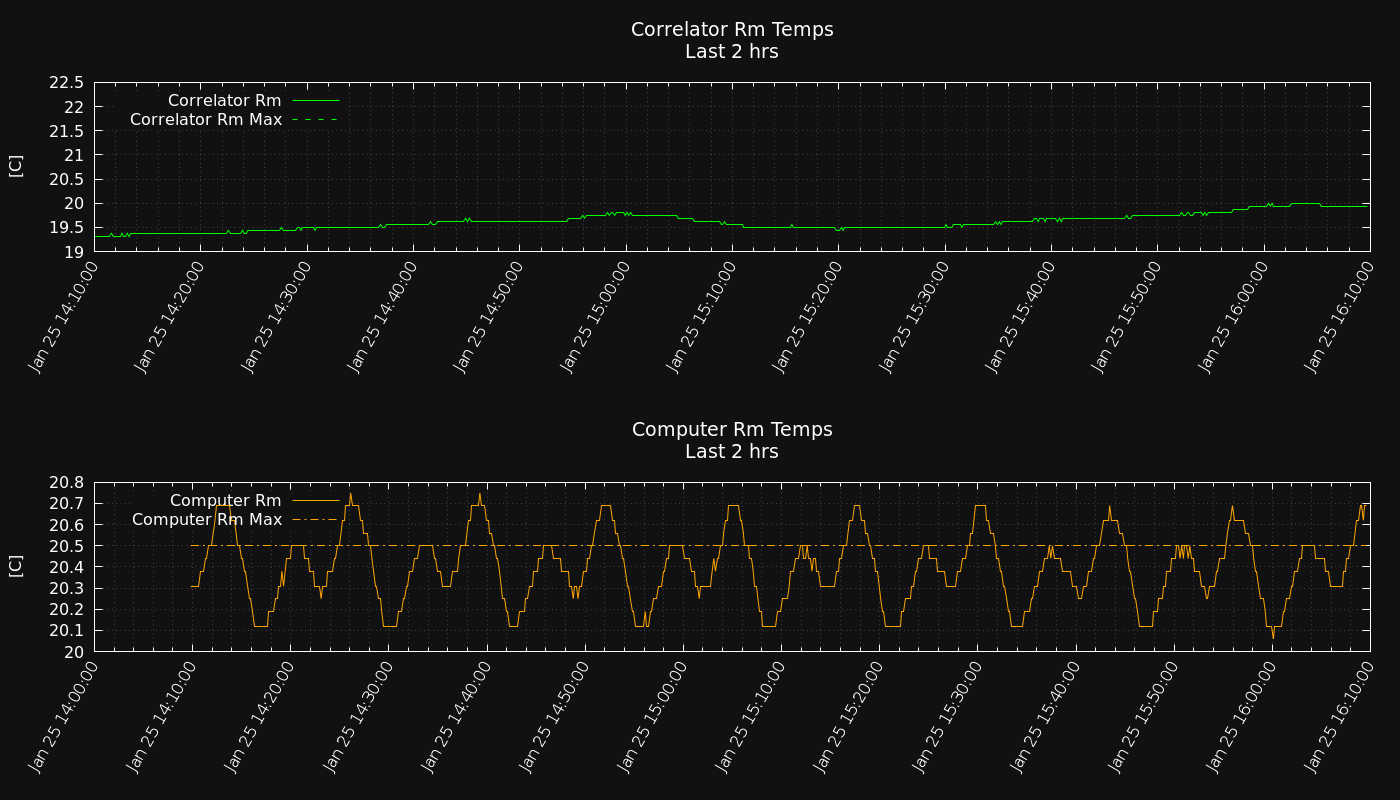 Correlator Rm Temps
Last 2 hrs
22.5
22
21.5
21
20.5
20
19.5
19
[C]
Correlator Rm
Correlator Rm Max
Jan 25 14:10:00
Jan 25 14:20:00
Jan 25 14:30:00
Jan 25 14:40:00
Jan 25 14:50:00
Jan 25 15:00:00
Jan 25 15:10:00
Jan 25 15:20:00
Jan 25 15:30:00
Jan 25 15:40:00
Jan 25 15:50:00
Jan 25 16:00:00
Jan 25 16:10:00
Computer Rm Temps
Last 2 hrs
20.8
20.7
20.6
20.5
20.4
20.3
20.2
20.1
20
[C]
Computer Rm
Computer Rm Max
Jan 25 14:00:00
Jan 25 14:10:00
Jan 25 14:20:00
Jan 25 14:30:00
Jan 25 14:40:00
Jan 25 14:50:00
Jan 25 15:00:00
Jan 25 15:10:00
Jan 25 15:20:00
Jan 25 15:30:00
Jan 25 15:40:00
Jan 25 15:50:00
Jan 25 16:00:00
Jan 25 16:10:00